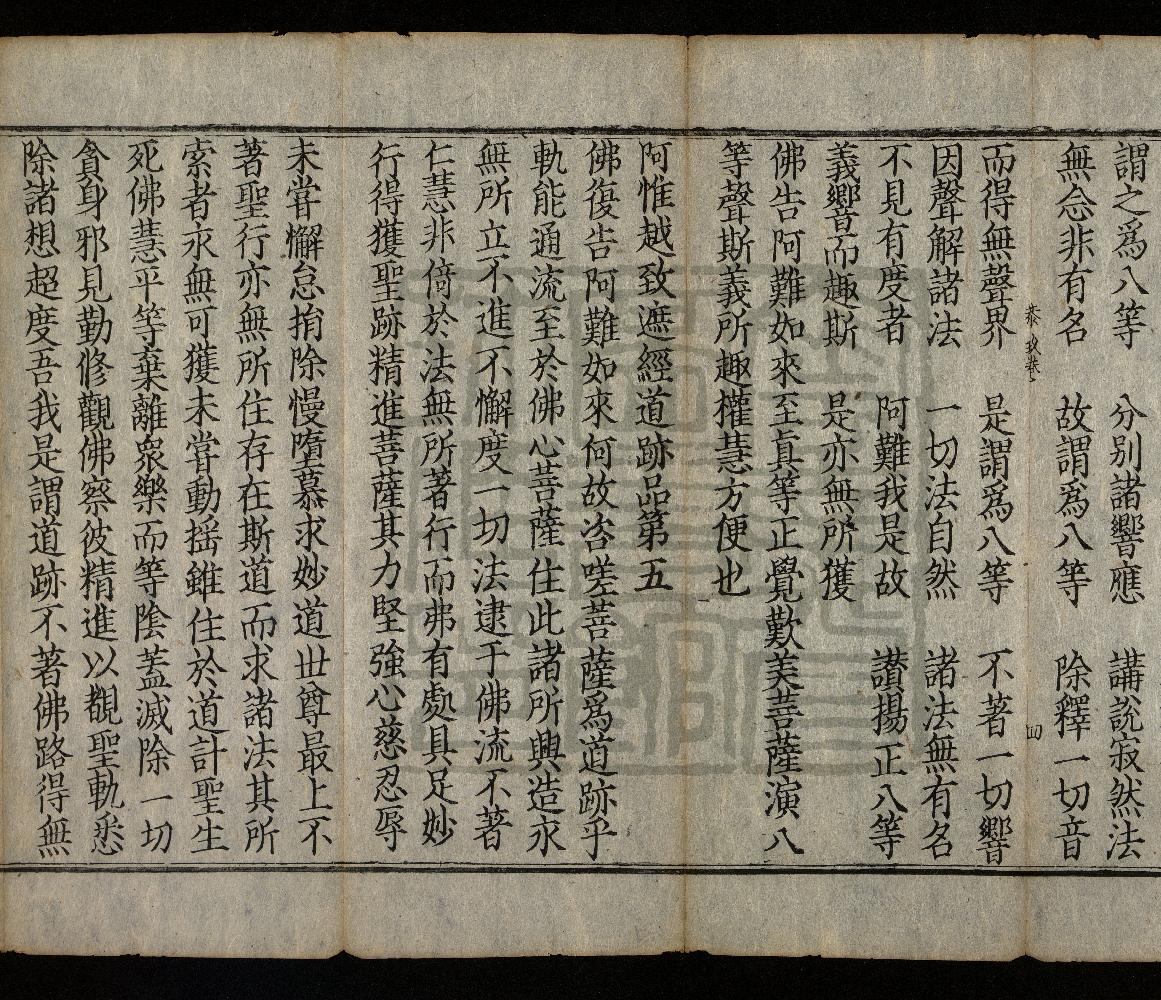 謂之爲八等　分別諸響應　講說寂然法
無念非有名　故謂爲八等　除釋一切音
而得無聲界　是謂爲八等　不著一切響
因聲解諸法　一切法自然　諸法無有名
不見有度者　阿難我是故　讃揚正八等
義響而趣斯　是亦無所獲
佛告阿難如來至真等正覺歎美菩薩演八
等聲斯義所趣權慧方便也
阿惟越致遮經道跡品第五
佛復告阿難如來何故咨嗟菩薩爲道跡乎
軌能通流至於佛心菩薩住此諸所興造求
無所立不進不懈度一切法逮于佛流不著
仁慧非倚於法無所著行而弗有處具足妙
行得獲聖跡精進菩薩其力堅強心慈忍辱
未甞懈怠捐除慢墮慕求妙道世尊最上不
著聖行亦無所住存在斯道而求諸法其所
索者求無可獲未甞動揺雖住於道計聖生
死佛慧平等棄離衆樂而等陰蓋滅除一切
貪身邪見勤修觀佛察彼精進以觀聖軌悉
除諸想超度吾我是謂道跡不著佛路得無
四